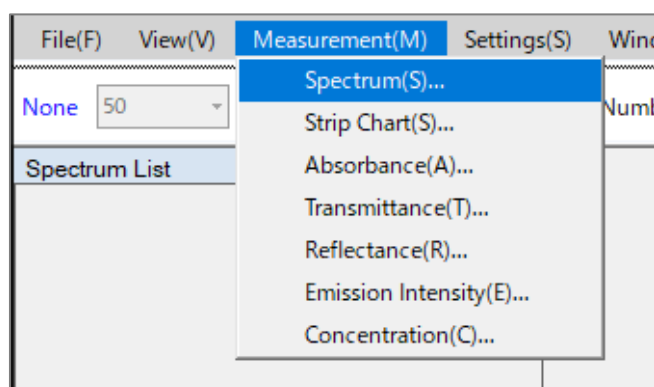 File(F) View(V) Measurement(M) Settings(S)
Spectrum(S)...
None 50
Strip Chart(S)...
Spectrum List
Absorbance(A)...
Transmittance(T)...
Reflectance(R)...
Emission Intensity(E)...
Concentration(C)...